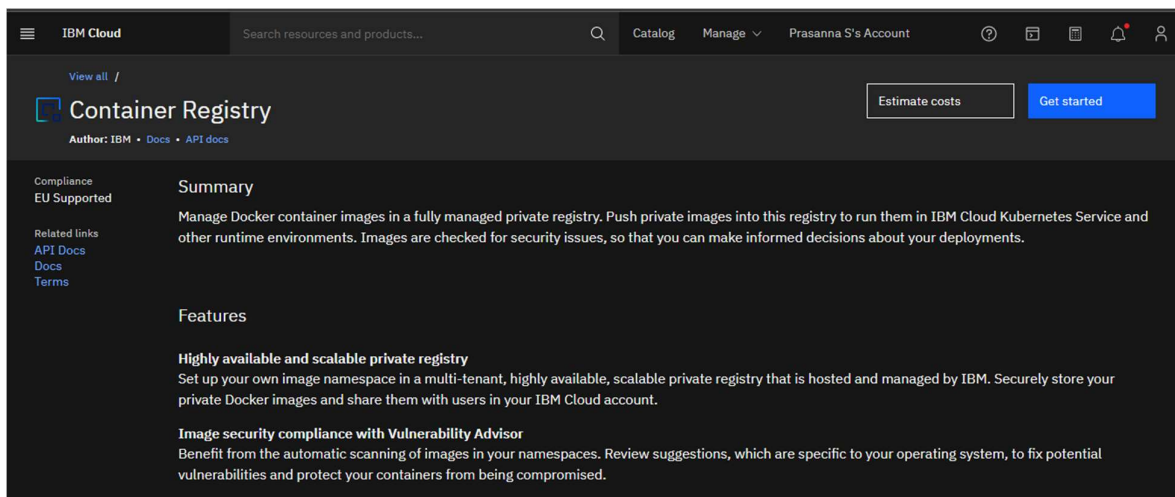 IBM Cloud
Search resources and products...
Catalog
Manage
Prasanna S's Account
View all /
Container Registry
Author: IBM • Docs • API docs
Estimate costs
Get started
Compliance
EU Supported
Related links
API Docs
Docs
Terms
Summary
Manage Docker container images in a fully managed private registry. Push private images into this registry to run them in IBM Cloud Kubernetes Service and
other runtime environments. Images are checked for security issues, so that you can make informed decisions about your deployments.
Features
Highly available and scalable private registry
Set up your own image namespace in a multi-tenant, highly available, scalable private registry that is hosted and managed by IBM. Securely store your
private Docker images and share them with users in your IBM Cloud account.
Image security compliance with Vulnerability Advisor
Benefit from the automatic scanning of images in your namespaces. Review suggestions, which are specific to your operating system, to fix potential
vulnerabilities and protect your containers from being compromised.